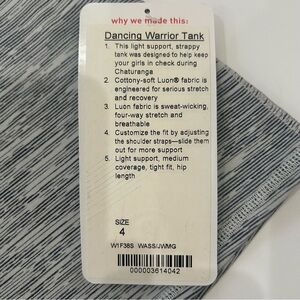 why we made this:
Dancing Warrior Tank
1. This light support, strappy
tank was designed to help keep
your girls in check during
Chaturanga
2. Cottony-soft Luon® fabric is
engineered for serious stretch
and recovery
3. Luon fabric is sweat-wicking,
four-way stretch and
breathable
4. Customize the fit by adjusting
the shoulder straps—slide them
out for more support
5. Light support, medium
coverage, tight fit, hip
length
SIZE
4
W1F38S WASS/JWMG
000003614042